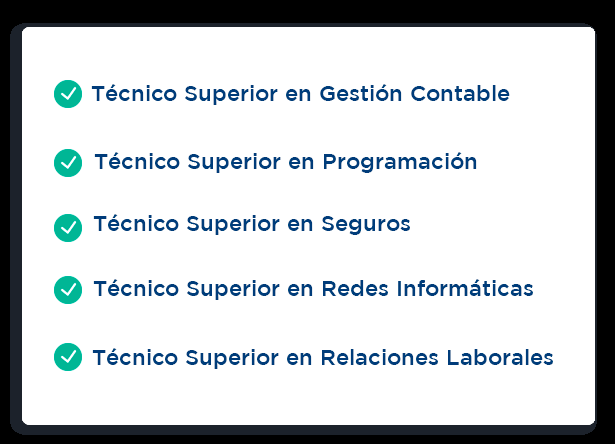 Técnico Superior en Gestión Contable
Técnico Superior en Programación
Técnico Superior en Seguros
Técnico Superior en Redes Informáticas
Técnico Superior en Relaciones Laborales